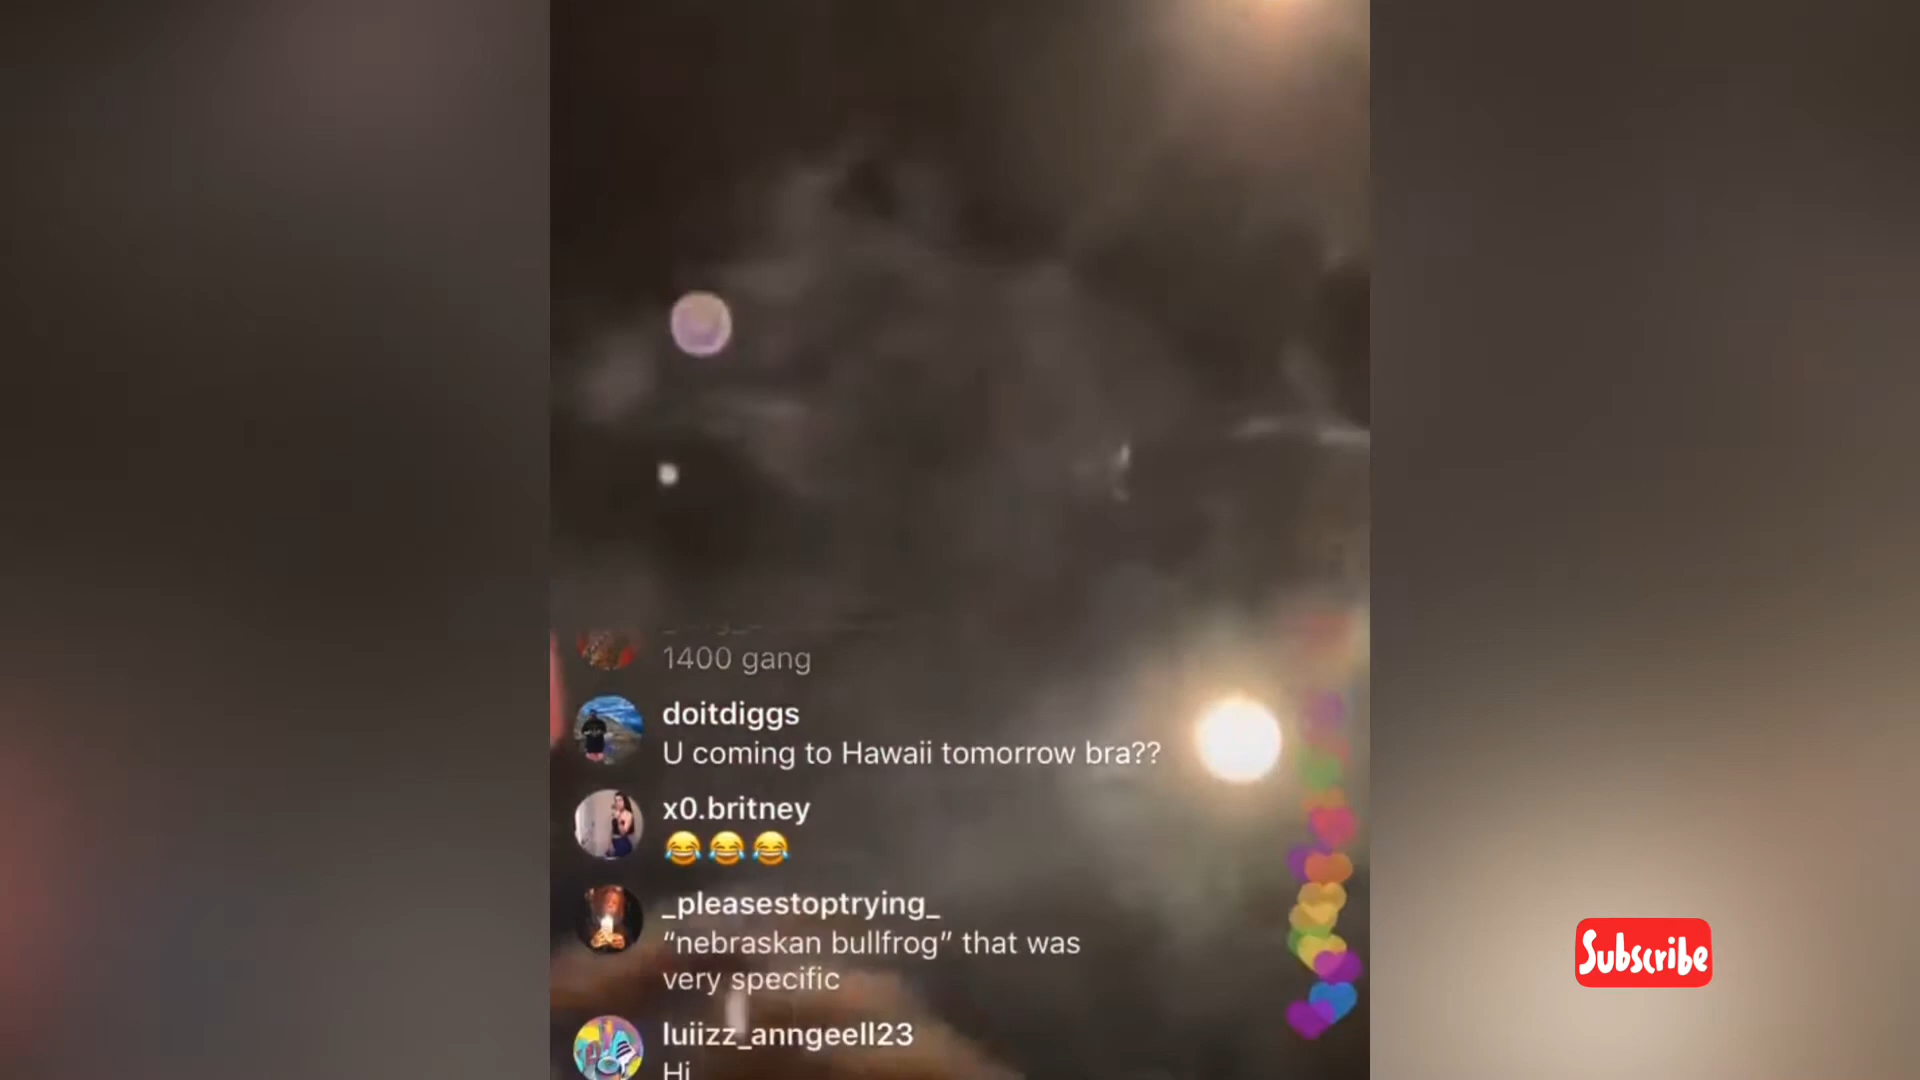 1400 gang
doitdiggs
U coming to Hawaii tomorrow bra??
x0.britney
😂😂😂
_pleasestoptrying_
“nebraskan bullfrog” that was
very specific
luiizz_anngeell23
Hi
Subscribe